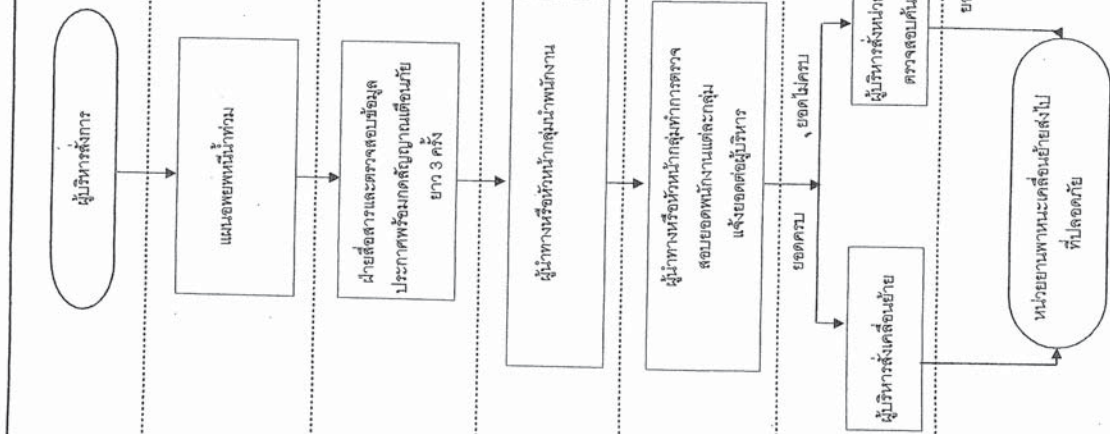 ผู้บริหารสั่งการ
แผนอพยพหนีน้ำท่วม
ฝ่ายสื่อสารและตรวจสอบข้อมูล
ประกาศพร้อมกดสัญญาณเตือนภัย
ยาว 3 ครั้ง
ผู้นำทางหรือหัวหน้ากลุ่มนำพนักงาน
ผู้นำทางหรือหัวหน้ากลุ่มทำการตรวจ
สอบยอดพนักงานแต่ละกลุ่ม
แจ้งยอดต่อผู้บริหาร
ยอดครบ
ยอดไม่ครบ
ผู้บริหารสั่งเคลื่อนย้าย
ผู้บริหารสั่งหน่วย
ตรวจสอบค้น
หน่วยยานพาหนะเคลื่อนย้ายส่งไป
ที่ปลอดภัย